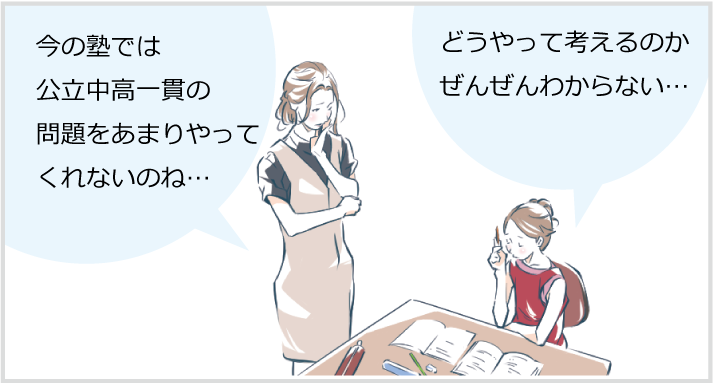 今の塾では
公立中高一貫の
問題をあまりやって
くれないのね…
どうやって考えるのか
ぜんぜんわからない…